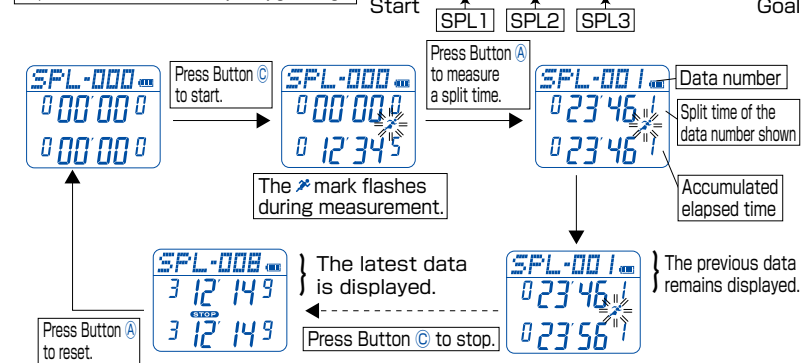 Start
SPL1
SPL2
SPL3
Goal
SPL-000
0 00' 00 0
0 00' 00 0
Press Button Ⓒ
to start.
SPL-000
0 00' 00 0
0 12' 34 5
The mark flashes
during measurement.
Press Button Ⓐ
to measure
a split time.
SPL-001
0 23' 46 1
0 23' 46 1
Data number
Split time of the
data number shown
Accumulated
elapsed time
SPL-001
0 23' 46 1
0 23' 56 1
The previous data
remains displayed.
Press Button Ⓒ to stop.
SPL-008
3 12' 14 9
STOP
3 12' 14 9
The latest data
is displayed.
Press Button Ⓐ
to reset.